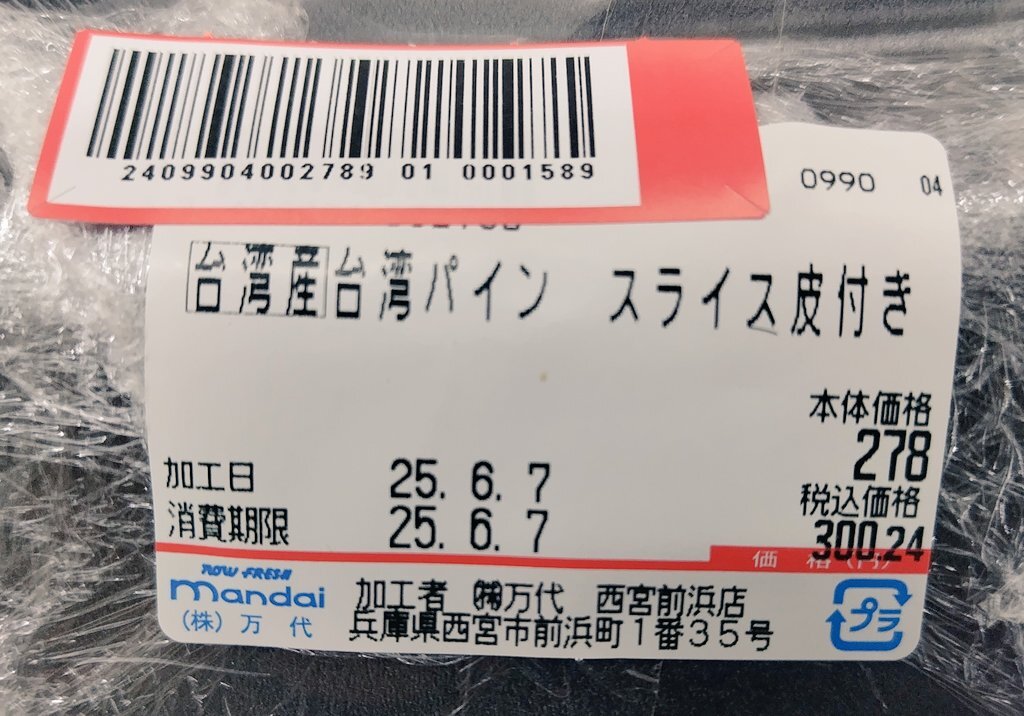 2409904002789 01 0001589
0990 04
台湾産台湾パイン スライス皮付き
本体価格
278
加工日 25. 6. 7
税込価格
消費期限 25. 6. 7
300.24
価格(円)
NOW FRESH
mandai
(株)万代
加工者 ㈱万代 西宮前浜店
兵庫県西宮市前浜町1番35号
プラ